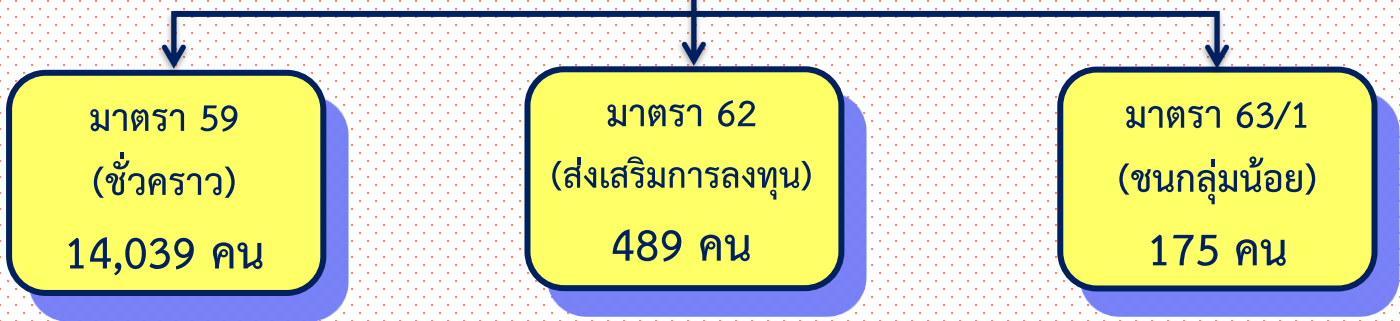 มาตรา 59
(ชั่วคราว)
14,039 คน
มาตรา 62
(ส่งเสริมการลงทุน)
489 คน
มาตรา 63/1
(ชนกลุ่มน้อย)
175 คน